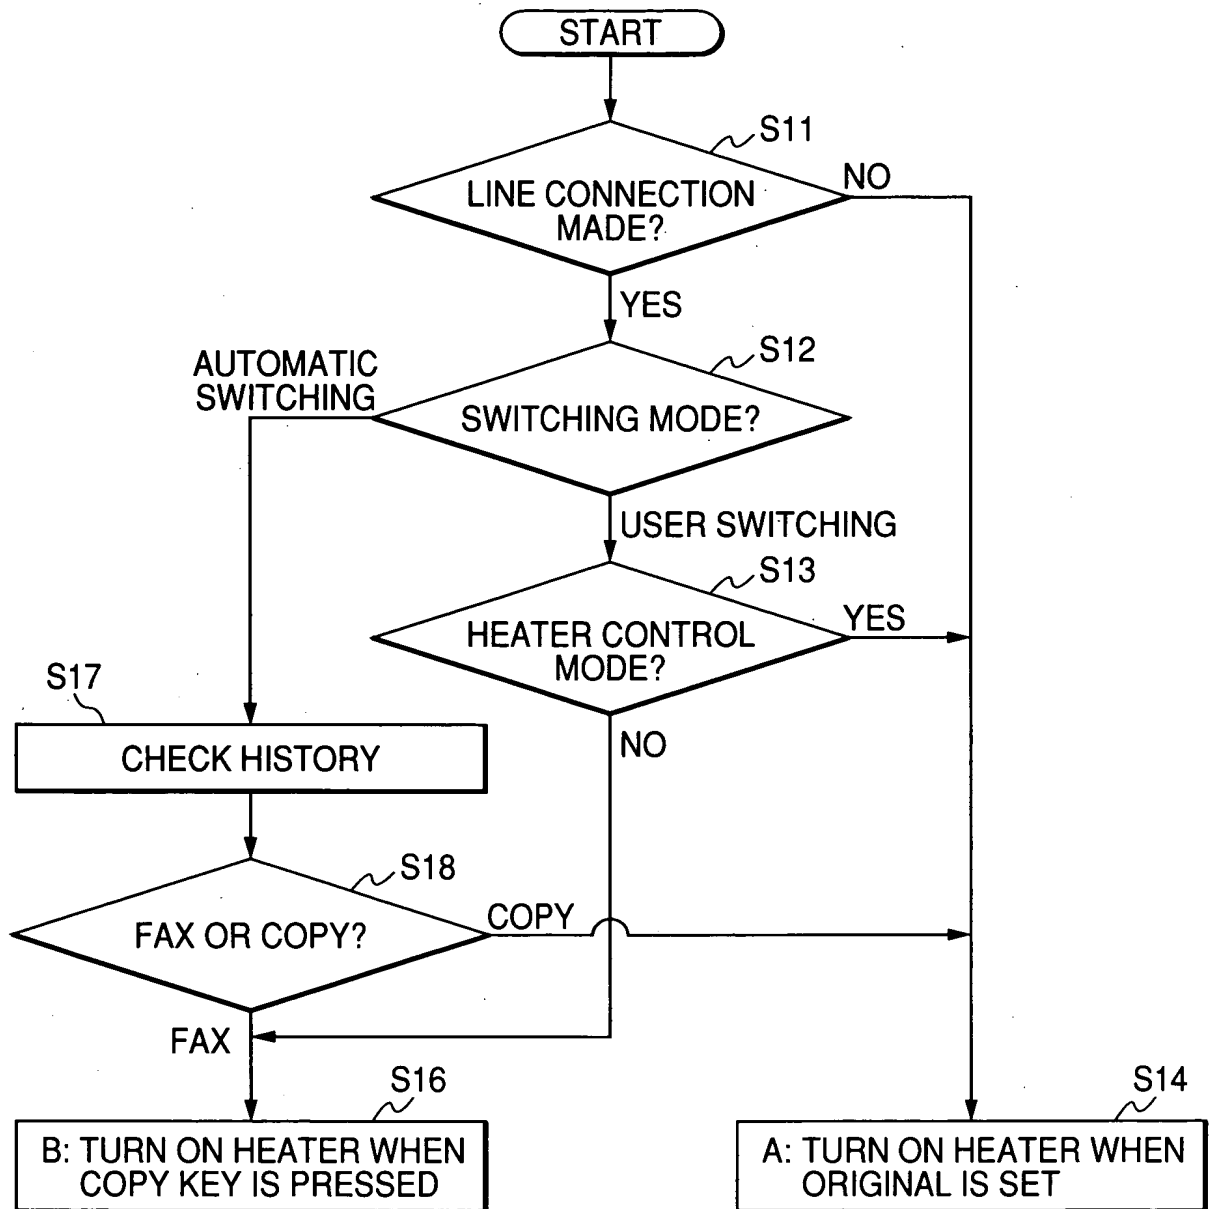 START
S11
LINE CONNECTION
MADE?
NO
YES
S12
AUTOMATIC
SWITCHING
SWITCHING MODE?
USER SWITCHING
S13
HEATER CONTROL
MODE?
YES
NO
S17
CHECK HISTORY
S18
FAX OR COPY?
COPY
FAX
S16
B: TURN ON HEATER WHEN
COPY KEY IS PRESSED
S14
A: TURN ON HEATER WHEN
ORIGINAL IS SET